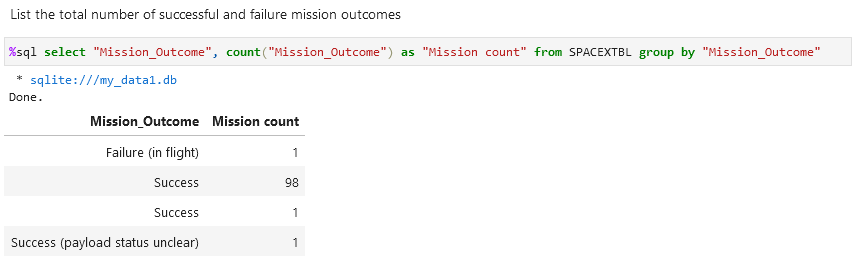 List the total number of successful and failure mission outcomes
%sql select "Mission_Outcome", count("Mission_Outcome") as "Mission count" from SPACEXTBL group by "Mission_Outcome"
* sqlite:///my_data1.db
Done.
Mission_Outcome Mission count
Failure (in flight) 1
Success 98
Success 1
Success (payload status unclear) 1